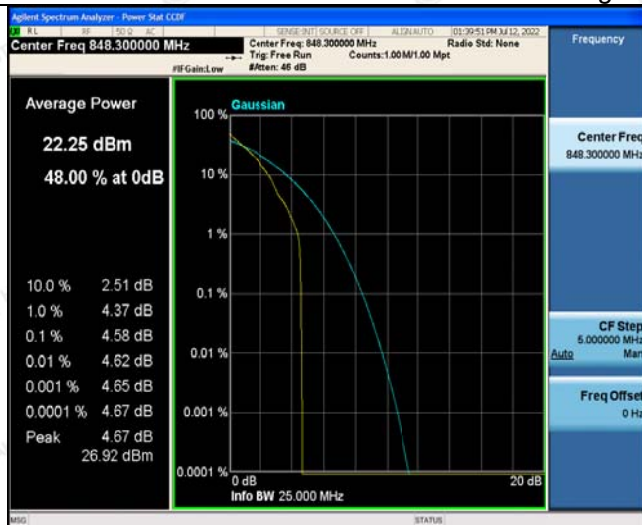 Agilent Spectrum Analyzer - Power Stat CCDF
RL RF 50 Ω AC SENSE:INT SOURCE OFF ALIGN AUTO 01:39:51 PM Jul 12, 2022
Center Freq 848.300000 MHz
Center Freq: 848.300000 MHz Radio Std: None
Trig: Free Run Counts:1.00 M/1.00 Mpt
#IFGain:Low #Atten: 46 dB
Frequency
Average Power
22.25 dBm
48.00 % at 0dB
10.0 % 2.51 dB
1.0 % 4.37 dB
0.1 % 4.58 dB
0.01 % 4.62 dB
0.001 % 4.65 dB
0.0001 % 4.67 dB
Peak 4.67 dB
26.92 dBm
Gaussian
100 %
10 %
1 %
0.1 %
0.01 %
0.001 %
0.0001 %
0 dB 20 dB
Info BW 25.000 MHz
Center Freq
848.300000 MHz
CF Step
5.000000 MHz
Auto Man
Freq Offset
0 Hz
MSG STATUS